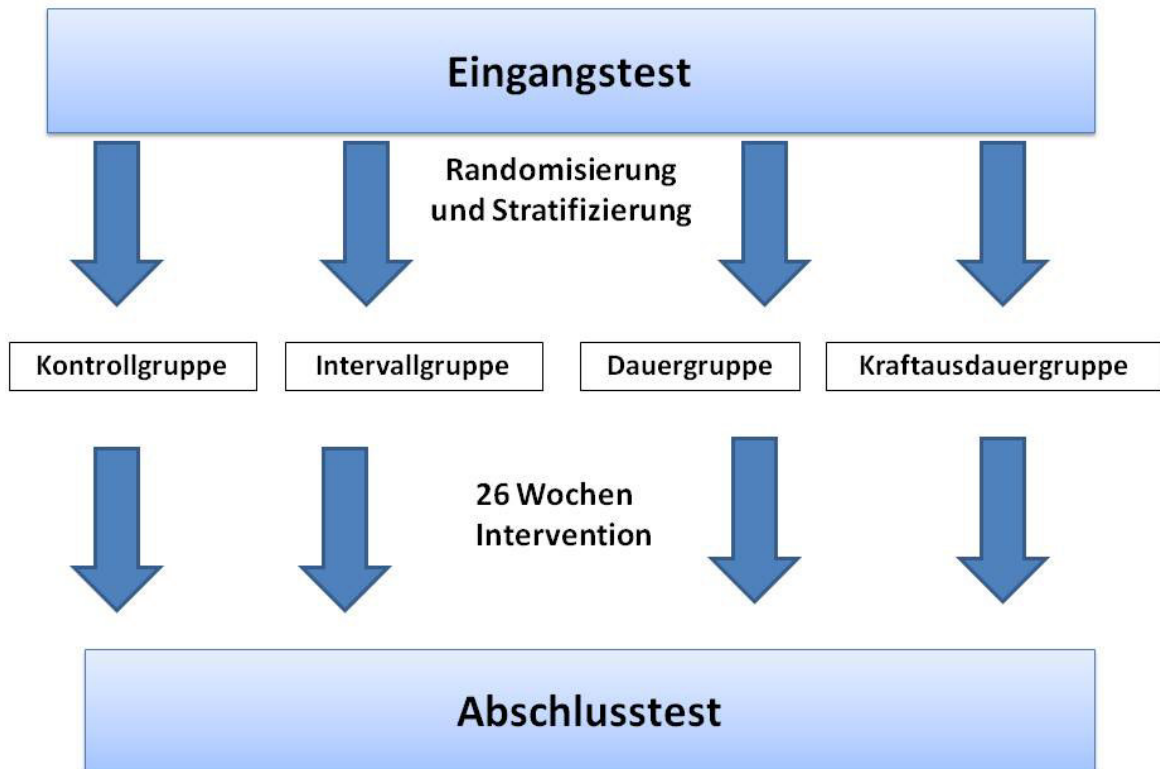 Eingangstest
Randomisierung
und Stratifizierung
Kontrollgruppe
Intervallgruppe
Dauergruppe
Kraftausdauergruppe
26 Wochen
Intervention
Abschlusstest